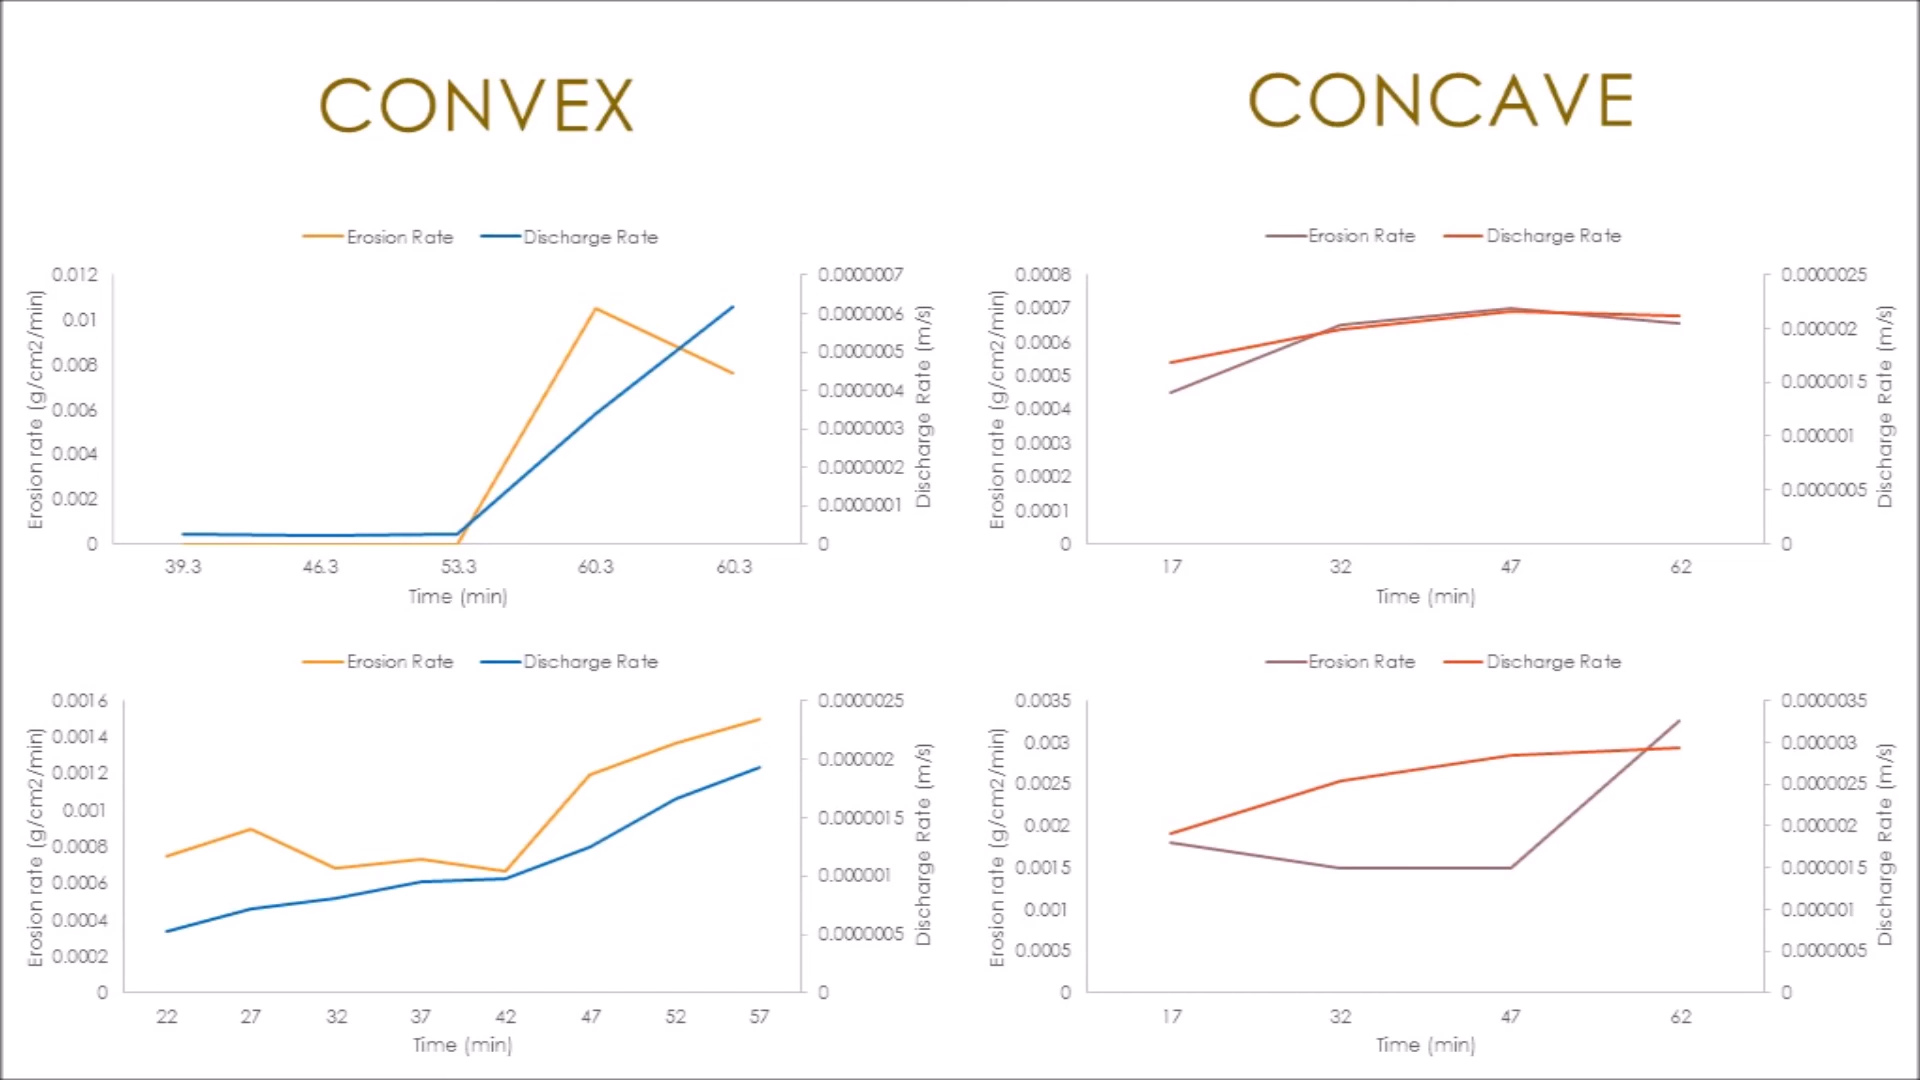 CONVEX
CONCAVE
Erosion Rate Discharge Rate
0.012
0.01
0.008
0.006
0.004
0.002
0
Erosion rate (g/cm2/min)
0.0000007
0.0000006
0.0000005
0.0000004
0.0000003
0.0000002
0.0000001
0
Discharge Rate (m/s)
39.3 46.3 53.3 60.3 60.3
Time (min)
Erosion Rate Discharge Rate
0.0008
0.0007
0.0006
0.0005
0.0004
0.0003
0.0002
0.0001
0
Erosion rate (g/cm2/min)
0.0000025
0.000002
0.0000015
0.000001
0.0000005
0
Discharge Rate (m/s)
17 32 47 62
Time (min)
Erosion Rate Discharge Rate
0.0016
0.0014
0.0012
0.001
0.0008
0.0006
0.0004
0.0002
0
Erosion rate (g/cm2/min)
0.0000025
0.000002
0.0000015
0.000001
0.0000005
0
Discharge Rate (m/s)
22 27 32 37 42 47 52 57
Time (min)
Erosion Rate Discharge Rate
0.0035
0.003
0.0025
0.002
0.0015
0.001
0.0005
0
Erosion rate (g/cm2/min)
0.0000035
0.000003
0.0000025
0.000002
0.0000015
0.000001
0.0000005
0
Discharge Rate (m/s)
17 32 47 62
Time (min)